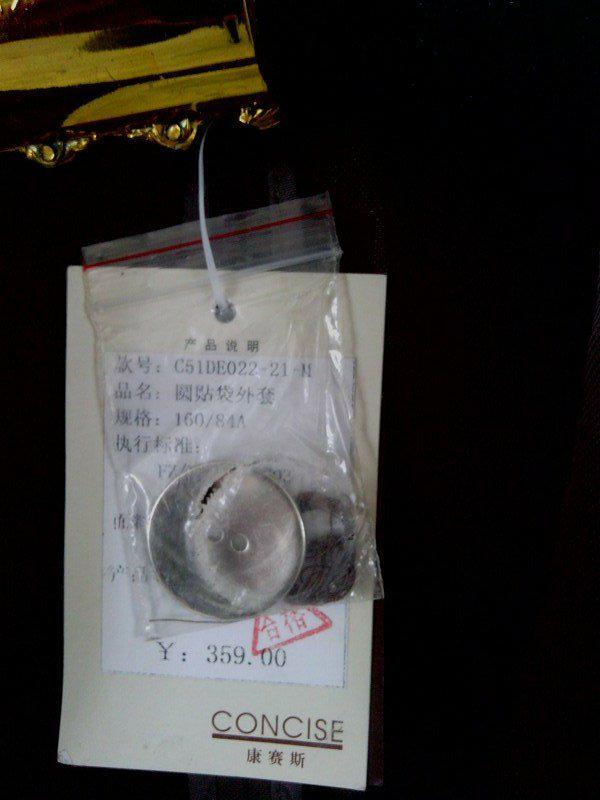 产品说明
款号: C51DE022-21-M
品名: 圆贴袋外套
规格: 160/84A
执行标准:
合格
¥: 359.00
CONCISE
康赛斯